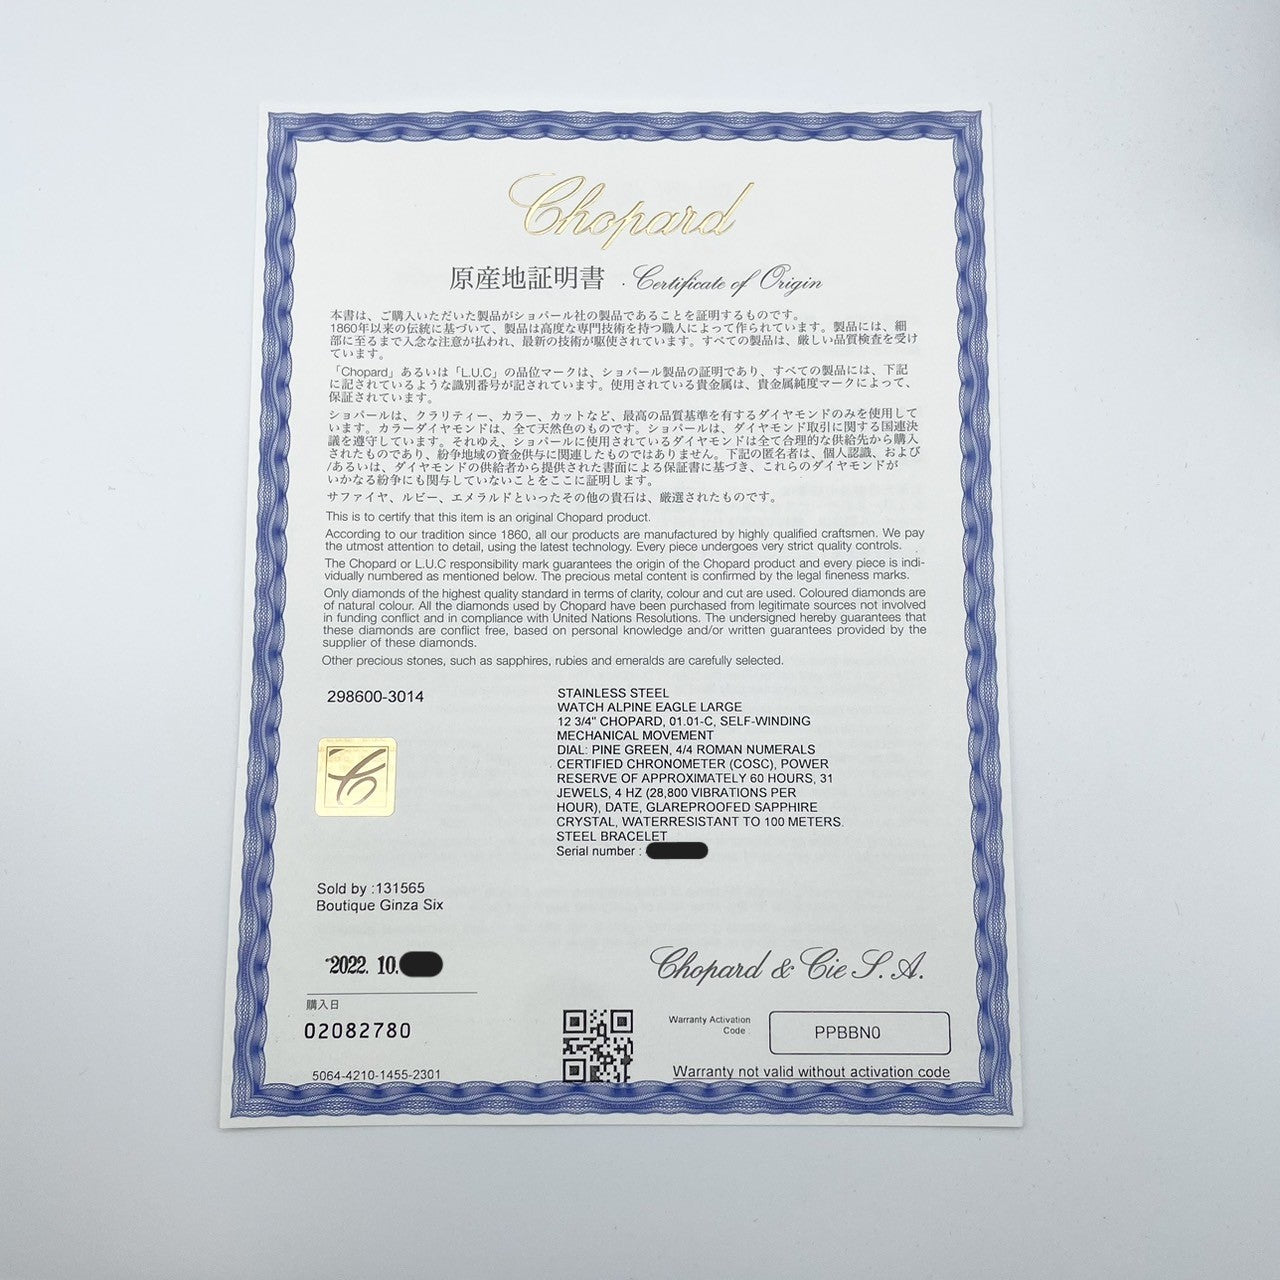 Chopard
原産地証明書 . Certificate of Origin
本書は、ご購入いただいた製品がショパール社の製品であることを証明するものです。
1860年以来の伝統に基づいて、製品は高度な専門技術を持つ職人によって作られています。製品には、細
部に至るまで入念な注意が払われ、最新の技術が駆使されています。すべての製品は、厳しい品質検査を受け
ています。
「Chopard」あるいは「L.U.C」の品位マークは、ショパール製品の証明であり、すべての製品には、下記
に記されているような識別番号が記されています。使用されている貴金属は、貴金属純度マークによって、
保証されています。
ショパールは、クラリティー、カラー、カットなど、最高の品質基準を有するダイヤモンドのみを使用して
います。カラーダイヤモンドは、全て天然色のものです。ショパールは、ダイヤモンド取引に関する国連決
議を遵守しています。それゆえ、ショパールに使用されているダイヤモンドは全て合理的な供給先から購入
されたものであり、紛争地域の資金供与に関連したものではありません。下記の匿名者は、個人認識、および
/あるいは、ダイヤモンドの供給者から提供された書面による保証書に基づき、これらのダイヤモンドが
いかなる紛争にも関与していないことをここに証明します。
サファイヤ、ルビー、エメラルドといったその他の貴石は、厳選されたものです。
This is to certify that this item is an original Chopard product.
According to our tradition since 1860, all our products are manufactured by highly qualified craftsmen. We pay
the utmost attention to detail, using the latest technology. Every piece undergoes very strict quality controls.
The Chopard or L.U.C responsibility mark guarantees the origin of the Chopard product and every piece is indi-
vidually numbered as mentioned below. The precious metal content is confirmed by the legal fineness marks.
Only diamonds of the highest quality standard in terms of clarity, colour and cut are used. Coloured diamonds are
of natural colour. All the diamonds used by Chopard have been purchased from legitimate sources not involved
in funding conflict and in compliance with United Nations Resolutions. The undersigned hereby guarantees that
these diamonds are conflict free, based on personal knowledge and/or written guarantees provided by the
supplier of these diamonds.
Other precious stones, such as sapphires, rubies and emeralds are carefully selected.
298600-3014
STAINLESS STEEL
WATCH ALPINE EAGLE LARGE
12 3/4" CHOPARD, 01.01-C, SELF-WINDING
MECHANICAL MOVEMENT
DIAL: PINE GREEN, 4/4 ROMAN NUMERALS
CERTIFIED CHRONOMETER (COSC), POWER
RESERVE OF APPROXIMATELY 60 HOURS, 31
JEWELS, 4 HZ (28,800 VIBRATIONS PER
HOUR), DATE, GLAREPROOFED SAPPHIRE
CRYSTAL, WATERRESISTANT TO 100 METERS.
STEEL BRACELET
Serial number :
Sold by :131565
Boutique Ginza Six
2022. 10.
Chopard & Cie S.A.
購入日
02082780
5064-4210-1455-2301
Warranty Activation
Code
PPBBN0
Warranty not valid without activation code